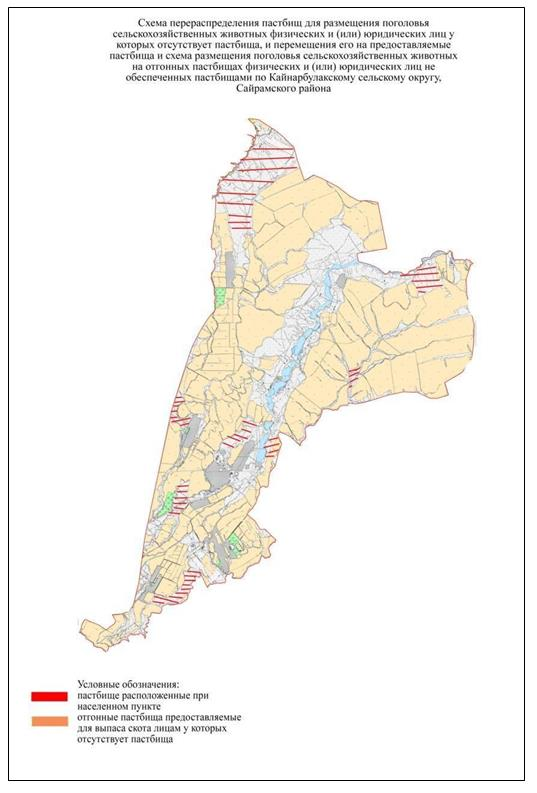 Схема перераспределения пастбищ для размещения поголовья
сельскохозяйственных животных физических и (или) юридических лиц у
которых отсутствует пастбища, и перемещения его на предоставляемые
пастбища и схема размещения поголовья сельскохозяйственных животных
на отгонных пастбищах физических и (или) юридических лиц не
обеспеченных пастбищами по Кайнарбулакскому сельскому округу,
Сайрамского района
Условные обозначения:
пастбище расположенные при
населенном пункте
отгонные пастбища предоставляемые
для выпаса скота лицам у которых
отсутствует пастбища